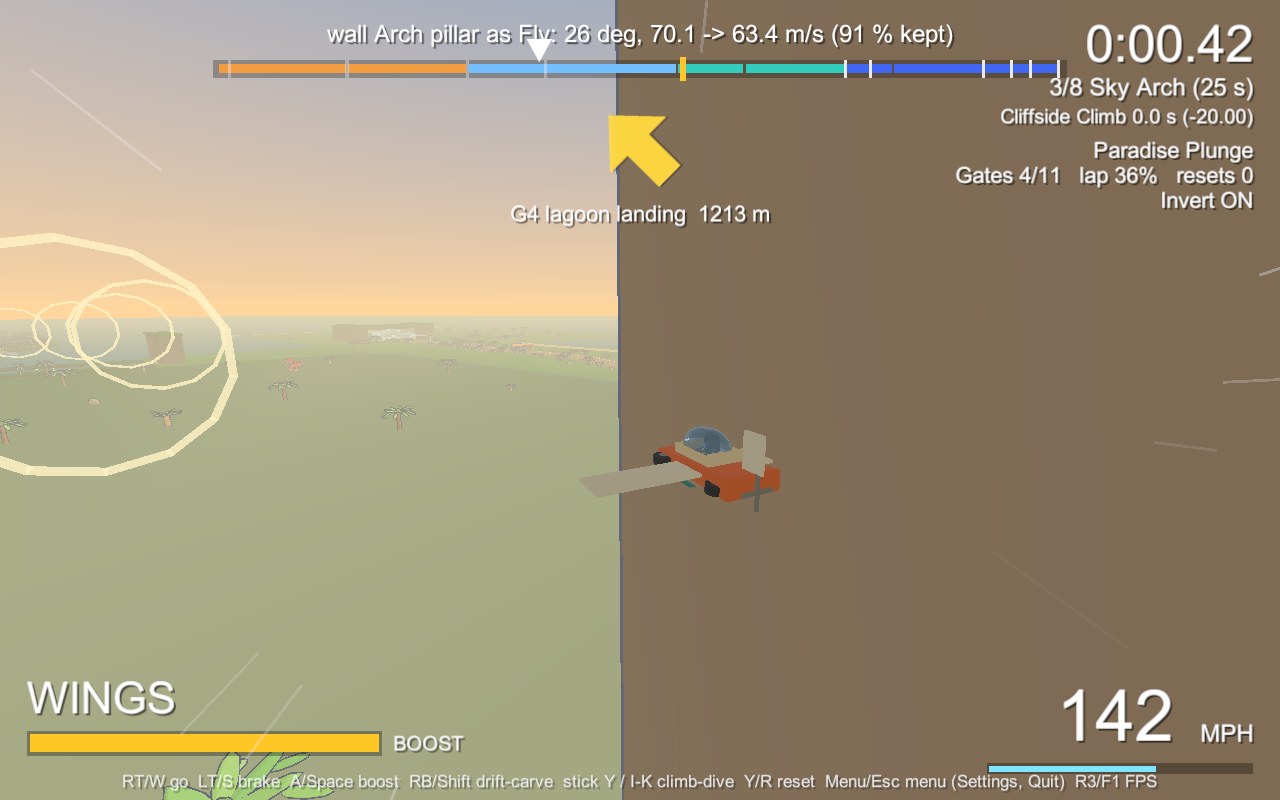 wall Arch pillar as Fly: 26 deg, 70.1 -> 63.4 m/s (91 % kept)
0:00.42
3/8 Sky Arch (25 s)
Cliffside Climb 0.0 s (-20.00)
Paradise Plunge
Gates 4/11 lap 36% resets 0
Invert ON
G4 lagoon landing 1213 m
WINGS
BOOST
142 MPH
RT/W go LT/S brake A/Space boost RB/Shift drift-carve stick Y / I-K climb-dive Y/R reset Menu/Esc menu (Settings, Quit) R3/F1 FPS